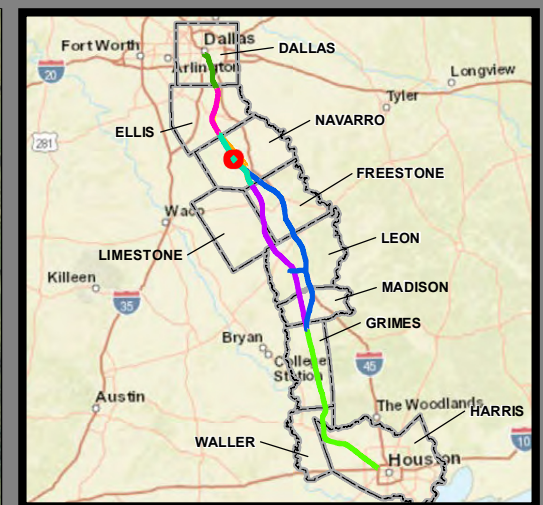 Fort Worth
Dallas
DALLAS
Arlington
20
Longview
Tyler
ELLIS
NAVARRO
281
FREESTONE
Waco
LEON
LIMESTONE
Killeen
MADISON
35
GRIMES
Bryan
College
Station
45
Austin
The Woodlands
HARRIS
WALLER
10
Houston